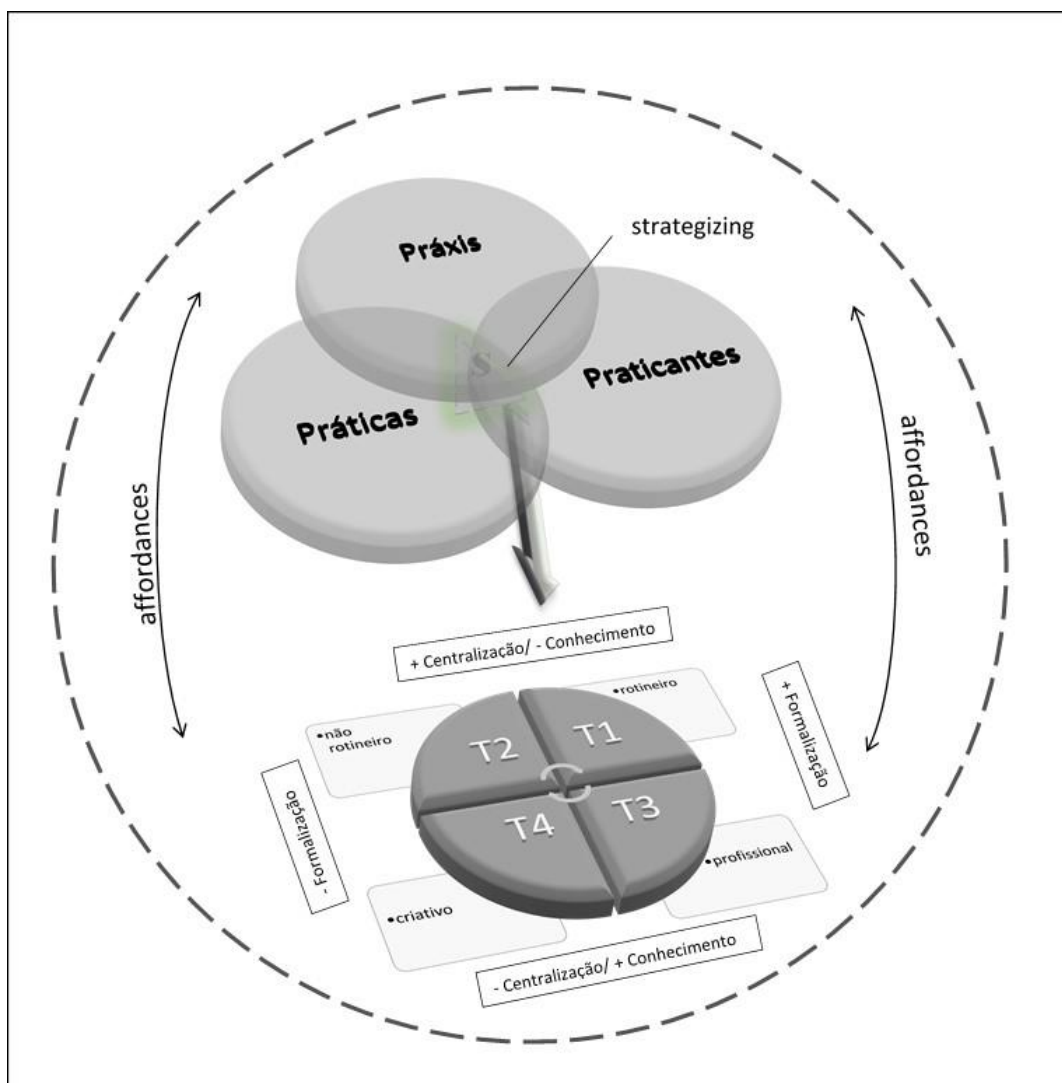 Práxis
strategizing
S
Práticas
Praticantes
affordances
affordances
+ Centralização/ - Conhecimento
•não
rotineiro
•rotineiro
+ Formalização
T2
T1
- Formalização
T4
T3
•criativo
•profissional
- Centralização/ + Conhecimento